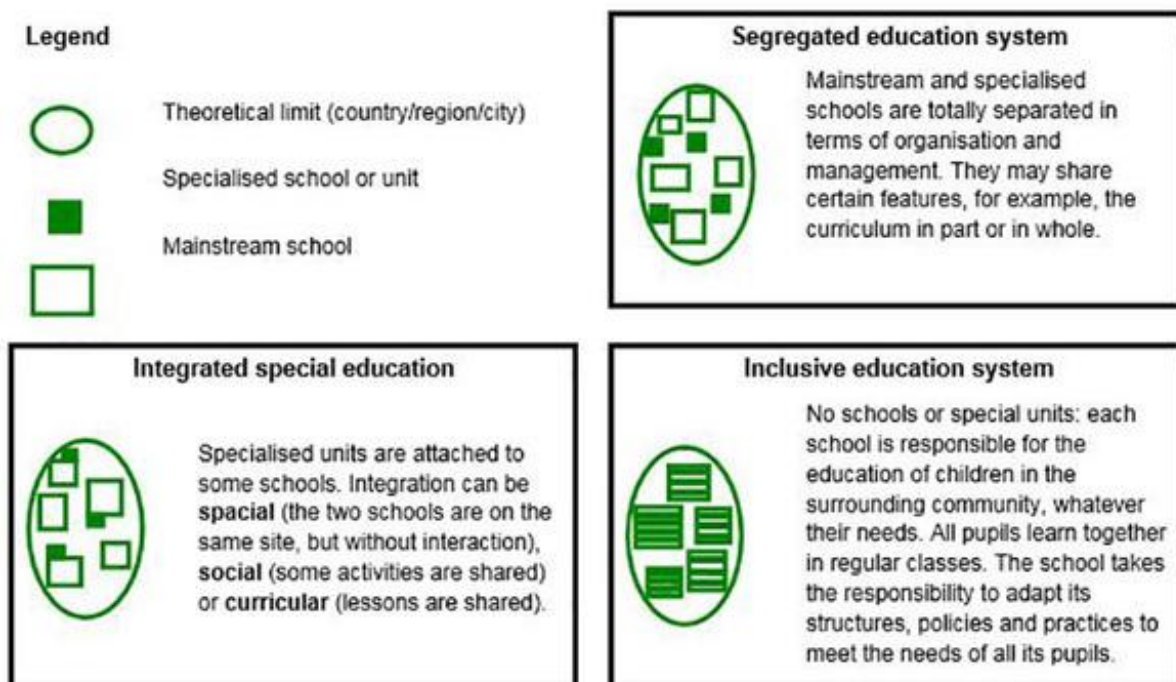 Legend
Theoretical limit (country/region/city)
Specialised school or unit
Mainstream school
Segregated education system
Mainstream and specialised
schools are totally separated in
terms of organisation and
management. They may share
certain features, for example, the
curriculum in part or in whole.
Integrated special education
Specialised units are attached to
some schools. Integration can be
spacial (the two schools are on the
same site, but without interaction),
social (some activities are shared)
or curricular (lessons are shared).
Inclusive education system
No schools or special units: each
school is responsible for the
education of children in the
surrounding community, whatever
their needs. All pupils learn together
in regular classes. The school takes
the responsibility to adapt its
structures, policies and practices to
meet the needs of all its pupils.